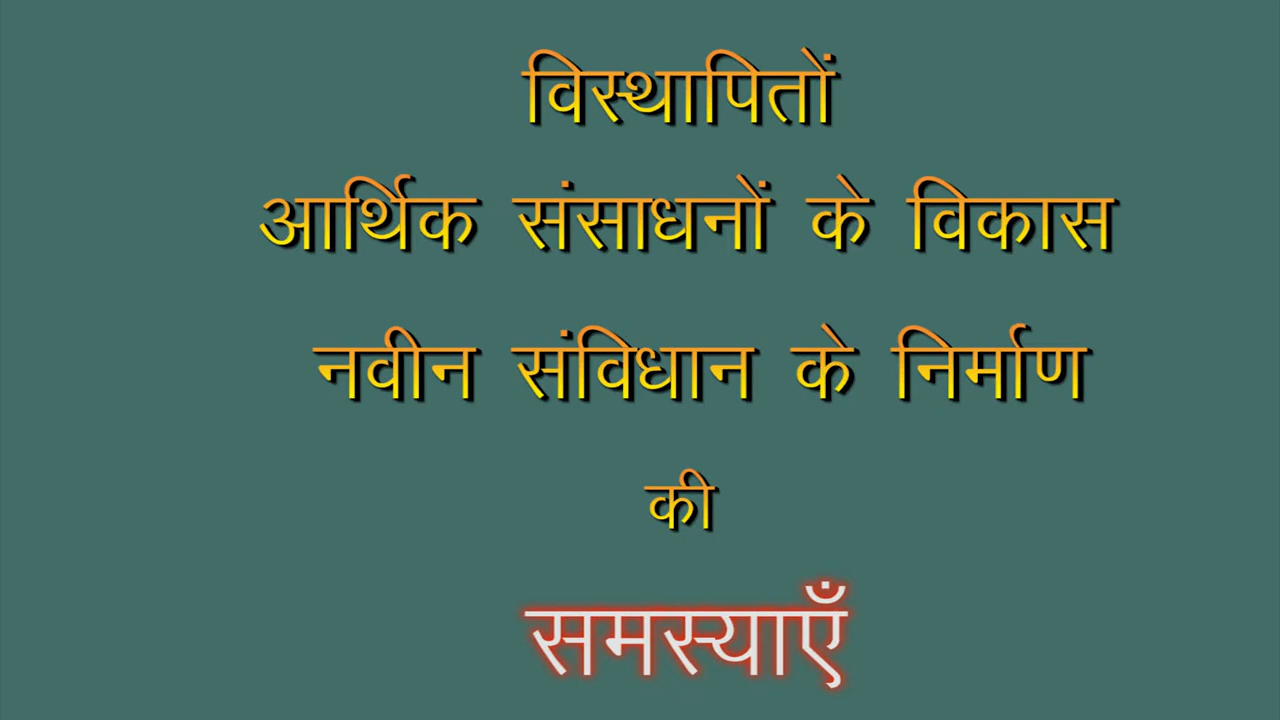 विस्थापितों
आर्थिक संसाधनों के विकास
नवीन संविधान के निर्माण
की
समस्याएँ